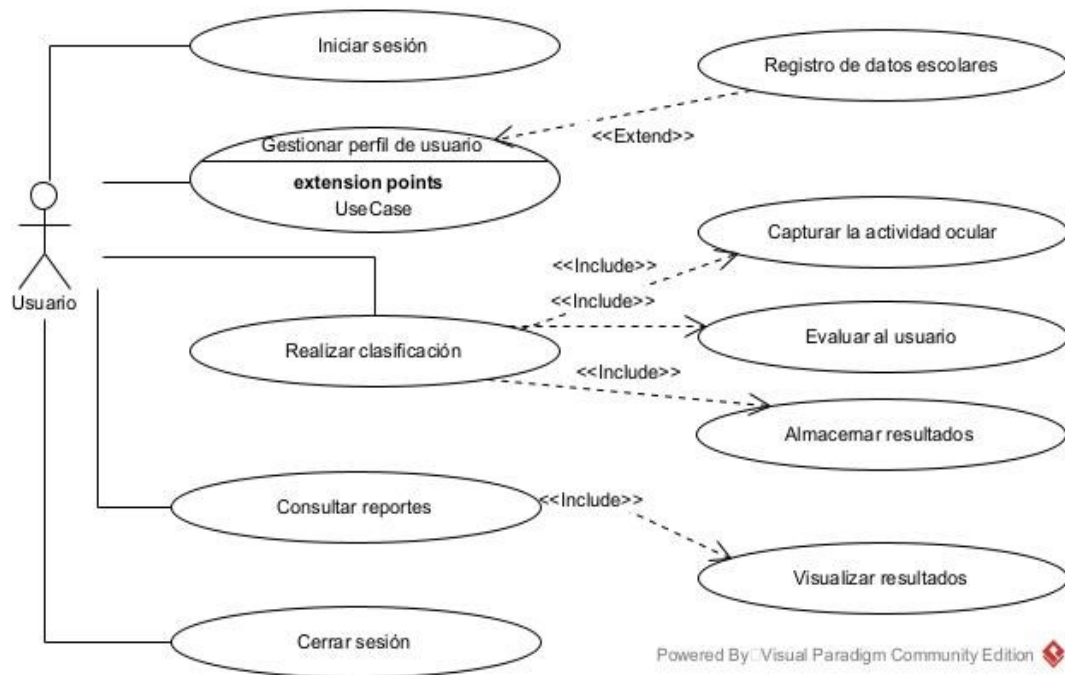 Iniciar sesión
Registro de datos escolares
<<Extend>>
Gestionar perfil de usuario
extension points
UseCase
Usuario
Capturar la actividad ocular
<<Include>>
<<Include>>
Evaluar al usuario
Realizar clasificación
<<Include>>
Almacernar resultados
Consultar reportes
<<Include>>
Visualizar resultados
Cerrar sesión
Powered By Visual Paradigm Community Edition